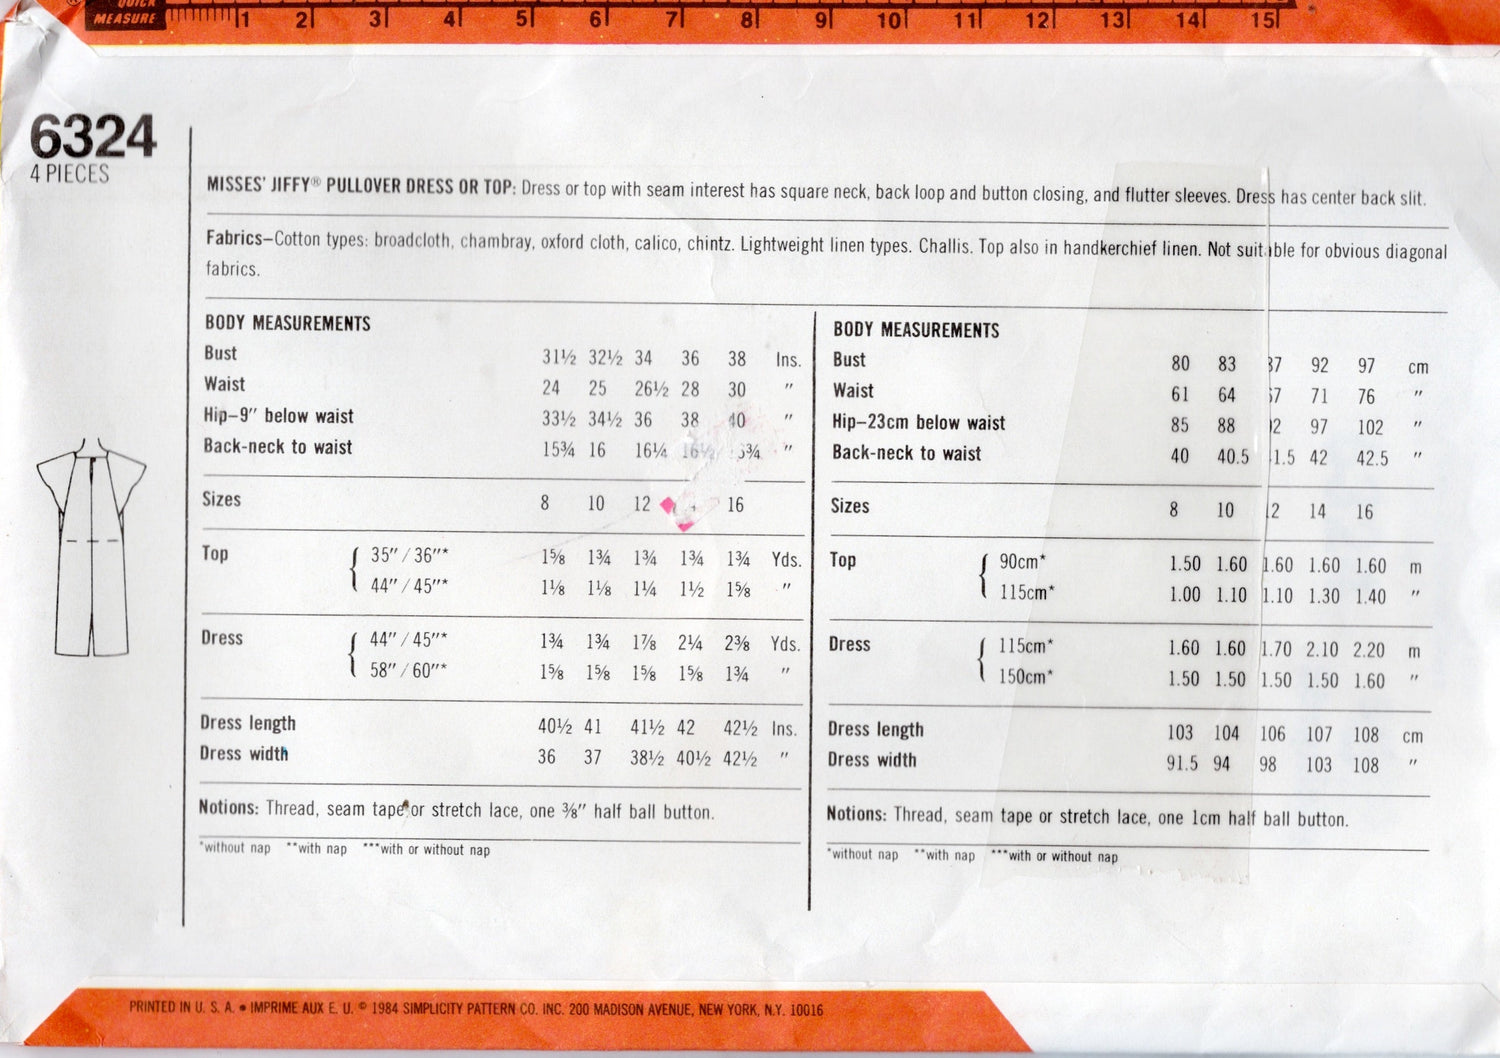 QUICK
MEASURE 1 2 3 4 5 6 7 8 9 10 11 12 13 14 15
6324
4 PIECES
MISSES' JIFFY® PULLOVER DRESS OR TOP: Dress or top with seam interest has square neck, back loop and button closing, and flutter sleeves. Dress has center back slit.
Fabrics–Cotton types: broadcloth, chambray, oxford cloth, calico, chintz. Lightweight linen types. Challis. Top also in handkerchief linen. Not suitable for obvious diagonal
fabrics.
BODY MEASUREMENTS
Bust 31½ 32½ 34 36 38 Ins.
Waist 24 25 26½ 28 30 "
Hip–9" below waist 33½ 34½ 36 38 40 "
Back-neck to waist 15¾ 16 16¼ 16½ 6¾ "
Sizes 8 10 12 16
Top { 35" / 36"* 1⅝ 1¾ 1¾ 1¾ 1¾ Yds.
44" / 45"* 1⅛ 1⅛ 1¼ 1½ 1⅝ "
Dress { 44" / 45"* 1¾ 1¾ 1⅞ 2¼ 2⅜ Yds.
58" / 60"* 1⅝ 1⅝ 1⅝ 1⅝ 1¾ "
Dress length 40½ 41 41½ 42 42½ Ins.
Dress width 36 37 38½ 40½ 42½ "
Notions: Thread, seam tape or stretch lace, one ⅜" half ball button.
*without nap **with nap ***with or without nap
BODY MEASUREMENTS
Bust 80 83 87 92 97 cm
Waist 61 64 67 71 76 "
Hip–23cm below waist 85 88 92 97 102 "
Back-neck to waist 40 40.5 41.5 42 42.5 "
Sizes 8 10 12 14 16
Top { 90cm* 1.50 1.60 1.60 1.60 1.60 m
115cm* 1.00 1.10 1.10 1.30 1.40 "
Dress { 115cm* 1.60 1.60 1.70 2.10 2.20 m
150cm* 1.50 1.50 1.50 1.50 1.60 "
Dress length 103 104 106 107 108 cm
Dress width 91.5 94 98 103 108 "
Notions: Thread, seam tape or stretch lace, one 1cm half ball button.
*without nap **with nap ***with or without nap
PRINTED IN U. S. A. • IMPRIME AUX E. U. © 1984 SIMPLICITY PATTERN CO. INC. 200 MADISON AVENUE, NEW YORK, N.Y. 10016